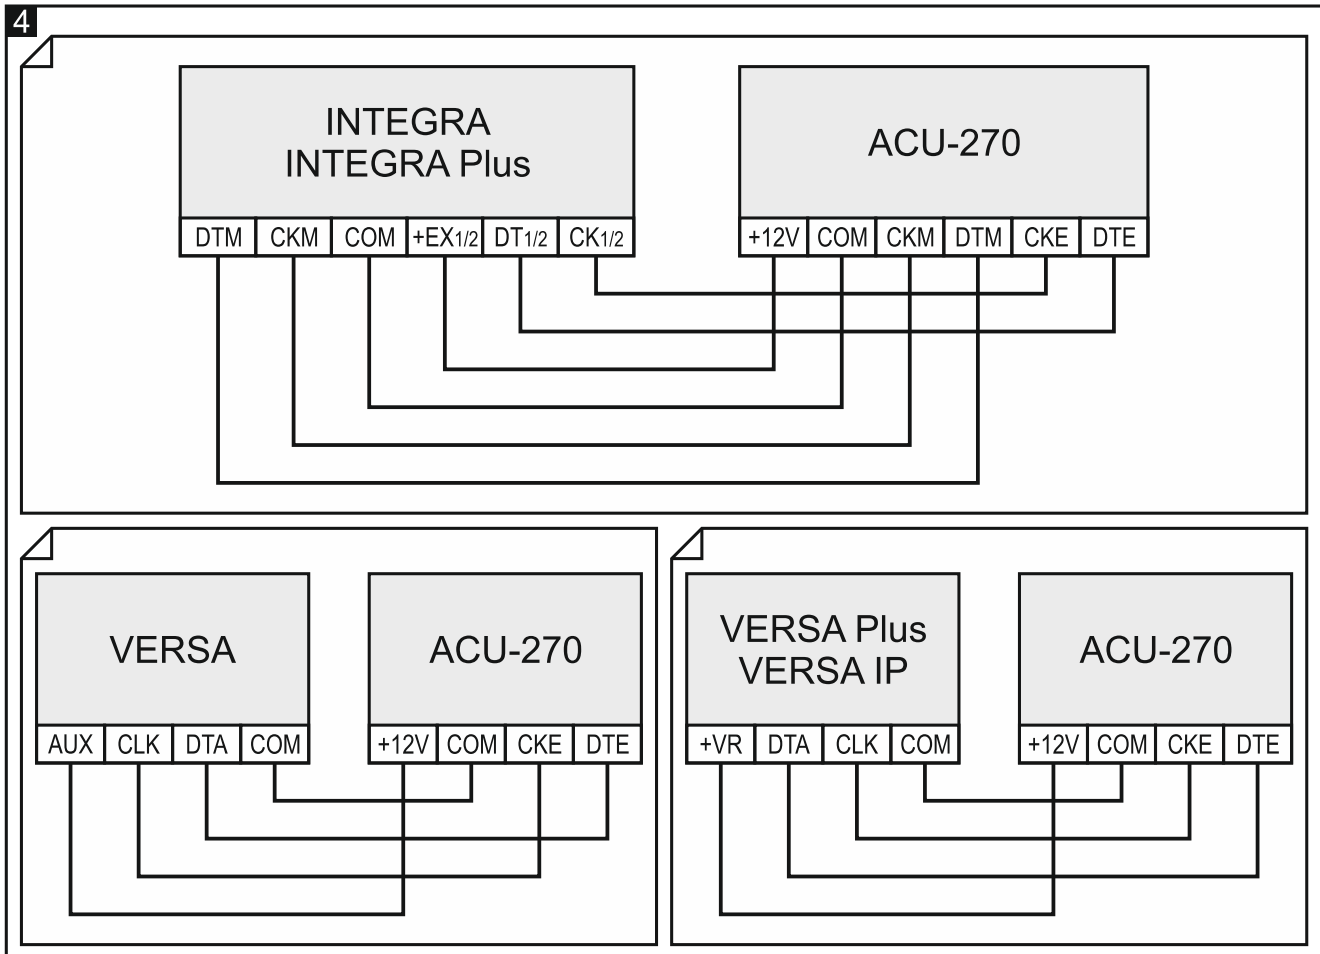 4
INTEGRA
INTEGRA Plus
DTM CKM COM +EX1/2 DT1/2 CK1/2
ACU-270
+12V COM CKM DTM CKE DTE
VERSA
AUX CLK DTA COM
ACU-270
+12V COM CKE DTE
VERSA Plus
VERSA IP
+VR DTA CLK COM
ACU-270
+12V COM CKE DTE